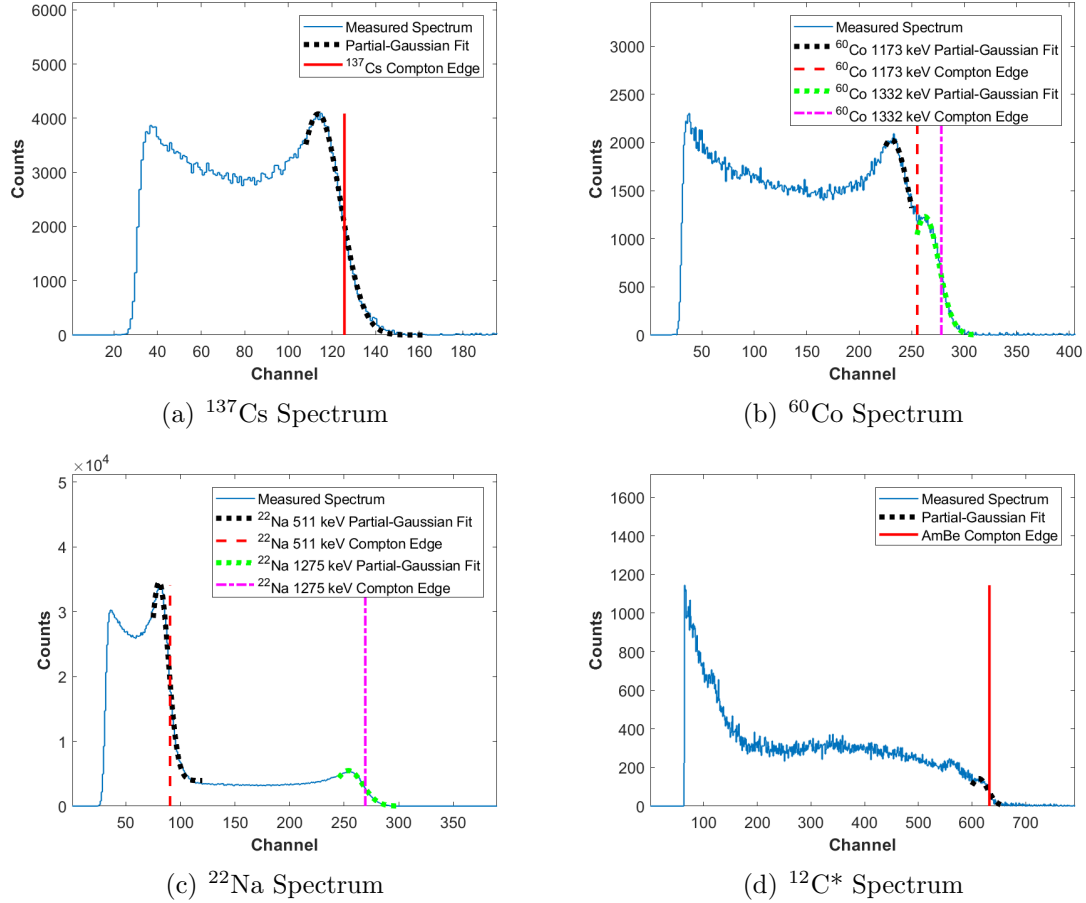 Measured Spectrum
Partial-Gaussian Fit
¹³⁷Cs Compton Edge
6000
5000
4000
3000
2000
1000
0
Counts
20 40 60 80 100 120 140 160 180
Channel
(a) ¹³⁷Cs Spectrum
Measured Spectrum
⁶⁰Co 1173 keV Partial-Gaussian Fit
⁶⁰Co 1173 keV Compton Edge
⁶⁰Co 1332 keV Partial-Gaussian Fit
⁶⁰Co 1332 keV Compton Edge
3000
2500
2000
1500
1000
500
0
Counts
50 100 150 200 250 300 350 400
Channel
(b) ⁶⁰Co Spectrum
×10⁴
Measured Spectrum
²²Na 511 keV Partial-Gaussian Fit
²²Na 511 keV Compton Edge
²²Na 1275 keV Partial-Gaussian Fit
²²Na 1275 keV Compton Edge
5
4
3
2
1
0
Counts
50 100 150 200 250 300 350
Channel
(c) ²²Na Spectrum
Measured Spectrum
Partial-Gaussian Fit
AmBe Compton Edge
1600
1400
1200
1000
800
600
400
200
0
Counts
100 200 300 400 500 600 700
Channel
(d) ¹²C* Spectrum